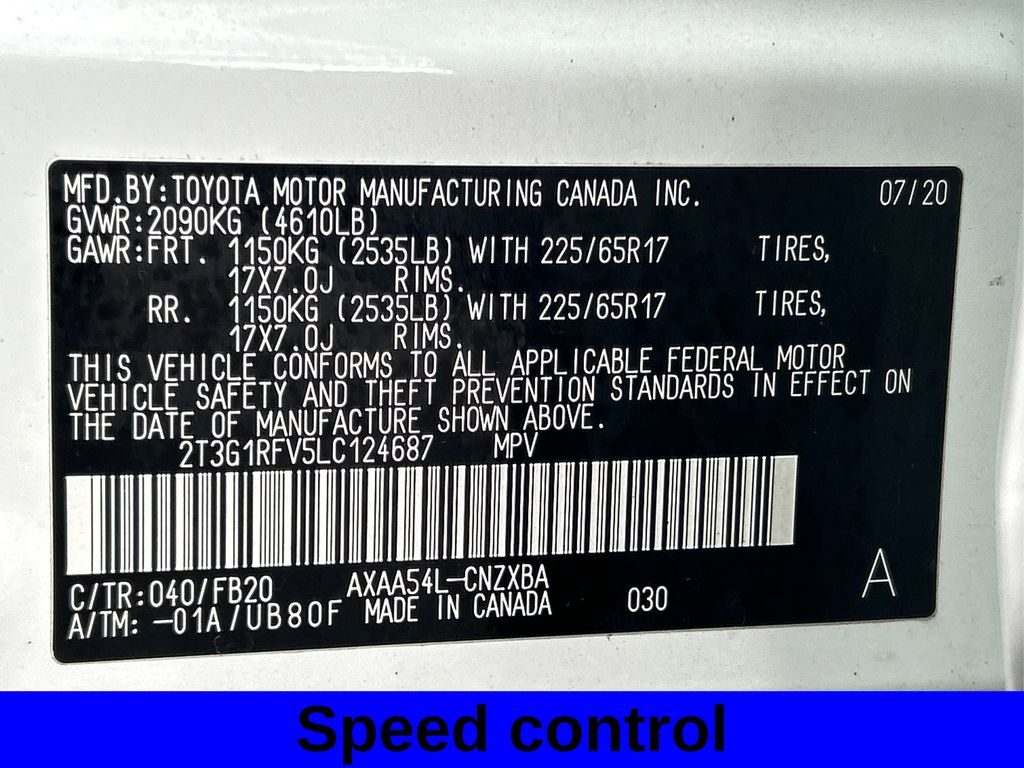 MFD.BY:TOYOTA MOTOR MANUFACTURING CANADA INC. 07/20
GVWR:2090KG (4610LB)
GAWR:FRT. 1150KG (2535LB) WITH 225/65R17 TIRES,
17X7.0J RIMS.
RR. 1150KG (2535LB) WITH 225/65R17 TIRES,
17X7.0J RIMS.
THIS VEHICLE CONFORMS TO ALL APPLICABLE FEDERAL MOTOR
VEHICLE SAFETY AND THEFT PREVENTION STANDARDS IN EFFECT ON
THE DATE OF MANUFACTURE SHOWN ABOVE.
2T3G1RFV5LC124687 MPV
C/TR:040/FB20 AXAA54L-CNZXBA
A/TM: -01A/UB80F MADE IN CANADA 030 A
Speed control